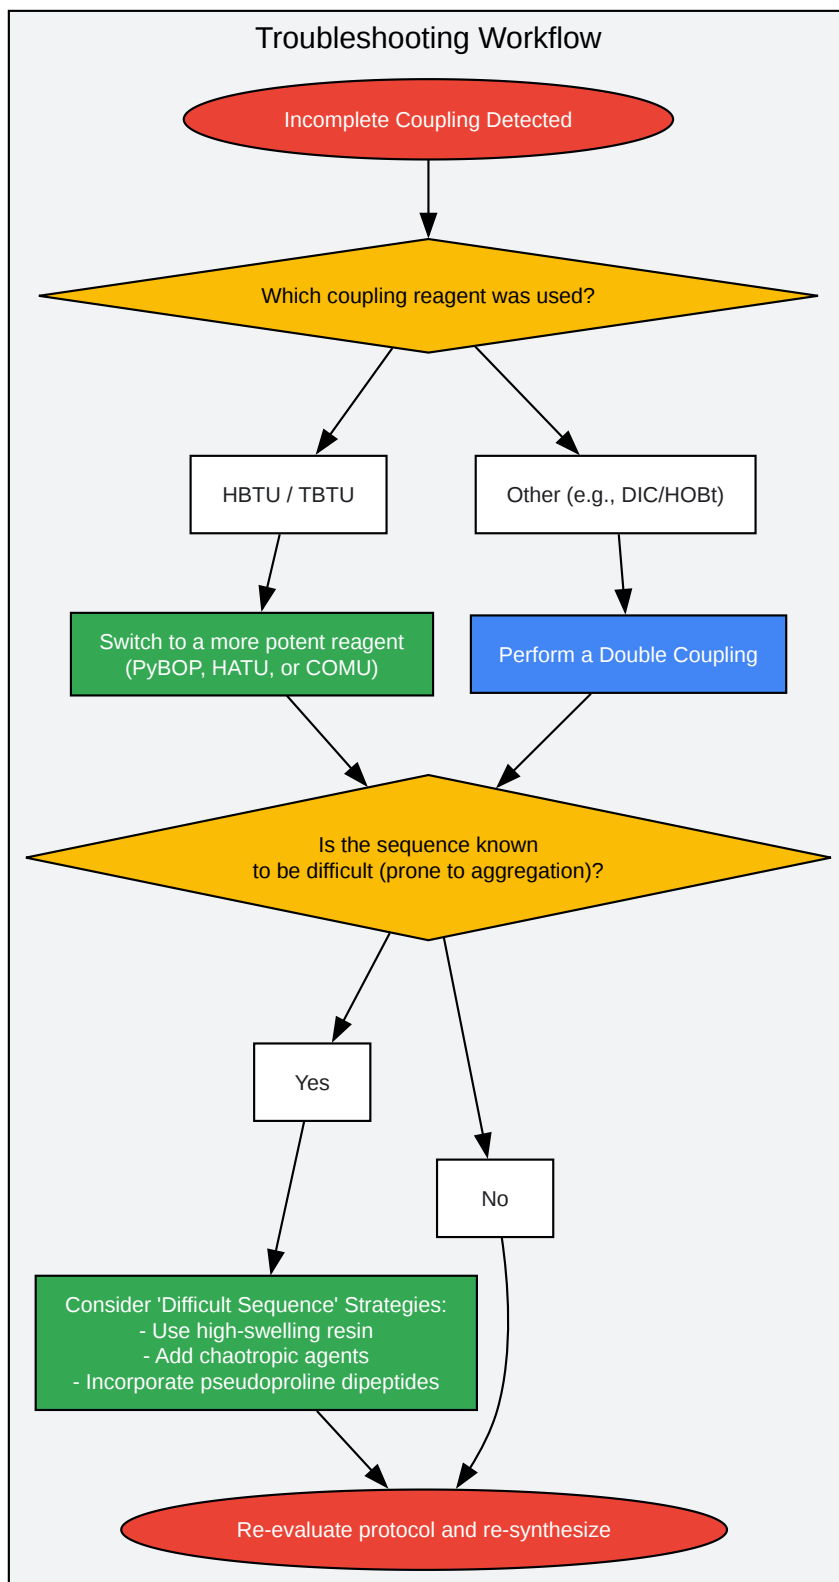 Troubleshooting Workflow
Incomplete Coupling Detected
Which coupling reagent was used?
HBTU / TBTU
Other (e.g., DIC/HOBt)
Switch to a more potent reagent
(PyBOP, HATU, or COMU)
Perform a Double Coupling
Is the sequence known
to be difficult (prone to aggregation)?
Yes
No
Consider 'Difficult Sequence' Strategies:
- Use high-swelling resin
- Add chaotropic agents
- Incorporate pseudoproline dipeptides
Re-evaluate protocol and re-synthesize